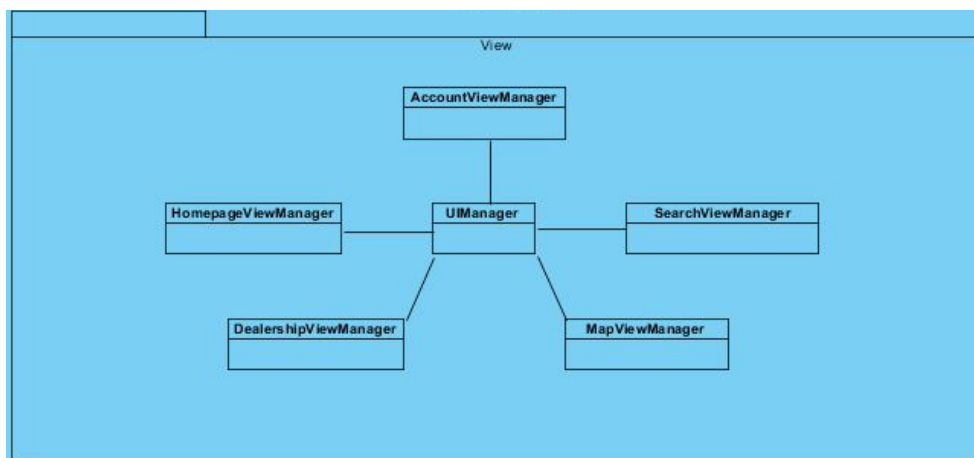 View
AccountViewManager
HomepageViewManager
UIManager
SearchViewManager
DealershipViewManager
MapViewManager